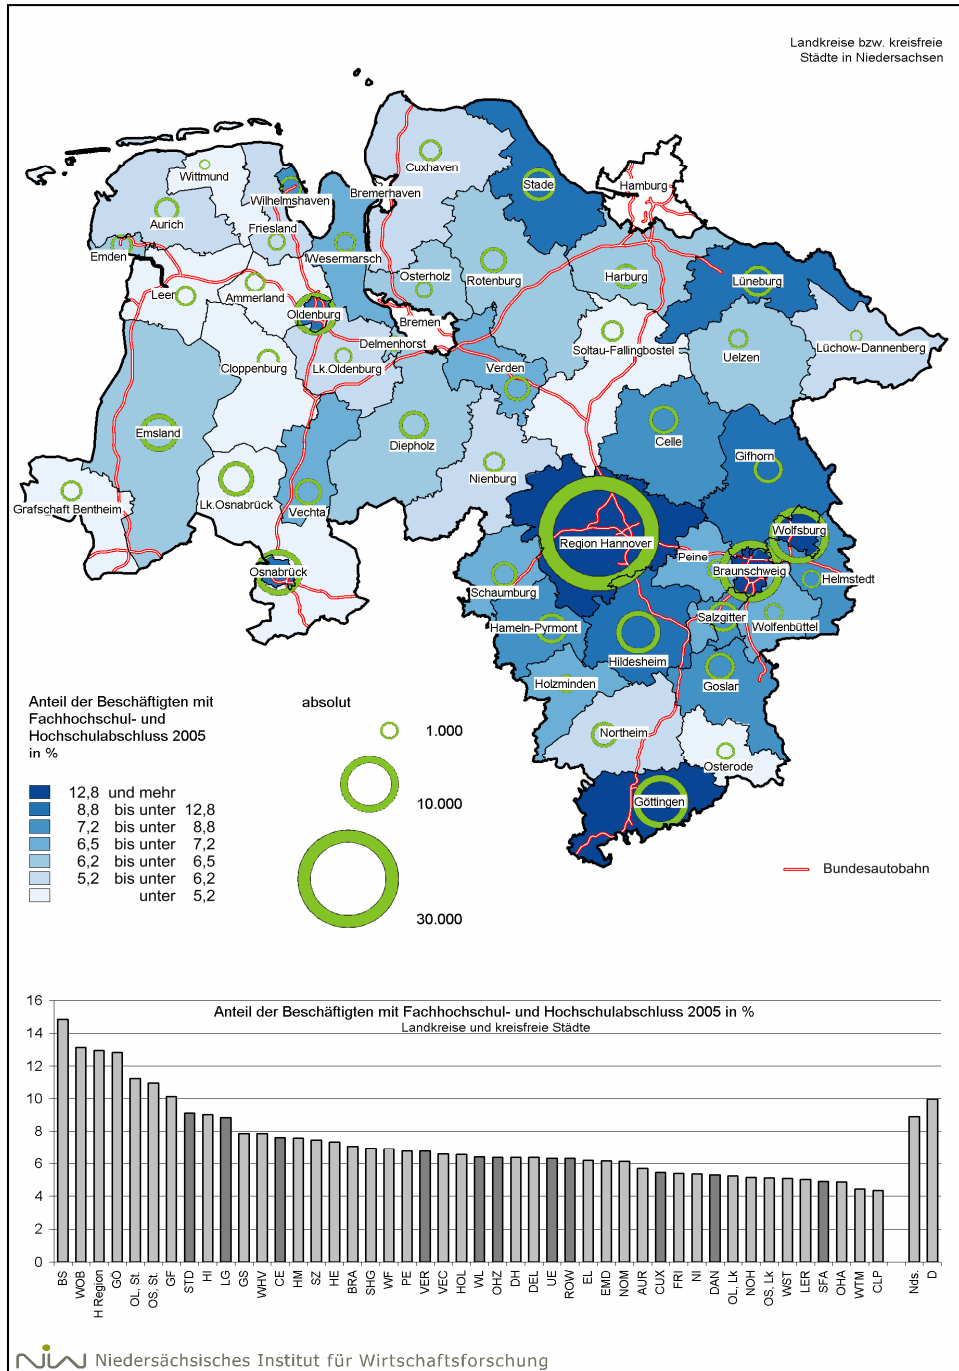 Landkreise bzw. kreisfreie
Städte in Niedersachsen
Cuxhaven
Wittmund
Stade
Hamburg
Bremerhaven
Wilhelmshaven
Aurich
Friesland
Emden
Wesermarsch
Osterholz
Rotenburg
Harburg
Lüneburg
Leer
Ammerland
Oldenburg
Bremen
Delmenhorst
Soltau-Fallingbostel
Uelzen
Lüchow-Dannenberg
Cloppenburg
Lk.Oldenburg
Verden
Emsland
Diepholz
Celle
Gifhorn
Nienburg
Grafschaft Bentheim
Lk.Osnabrück
Vechta
Wolfsburg
Region Hannover
Peine
Osnabrück
Braunschweig
Helmstedt
Schaumburg
Salzgitter
Wolfenbüttel
Hameln-Pyrmont
Hildesheim
Holzminden
Goslar
Northeim
Osterode
Göttingen
Anteil der Beschäftigten mit
Fachhochschul- und
Hochschulabschluss 2005
in %
12,8 und mehr
8,8 bis unter 12,8
7,2 bis unter 8,8
6,5 bis unter 7,2
6,2 bis unter 6,5
5,2 bis unter 6,2
unter 5,2
absolut
1.000
10.000
30.000
Bundesautobahn
Anteil der Beschäftigten mit Fachhochschul- und Hochschulabschluss 2005 in %
Landkreise und kreisfreie Städte
16
14
12
10
8
6
4
2
0
BS
WOB
H Region
GÖ
OL, St.
OS, St.
GF
STD
HI
LG
GS
WHV
CE
HM
SZ
HE
BRA
SHG
WF
PE
VER
VEC
HOL
WL
OHZ
DH
DEL
UE
ROW
EL
EMD
NOM
AUR
CUX
FRI
NI
DAN
OL, Lk
NOH
OS, Lk
WST
LER
SFA
OHA
WTM
CLP
Nds.
D
NIW Niedersächsisches Institut für Wirtschaftsforschung